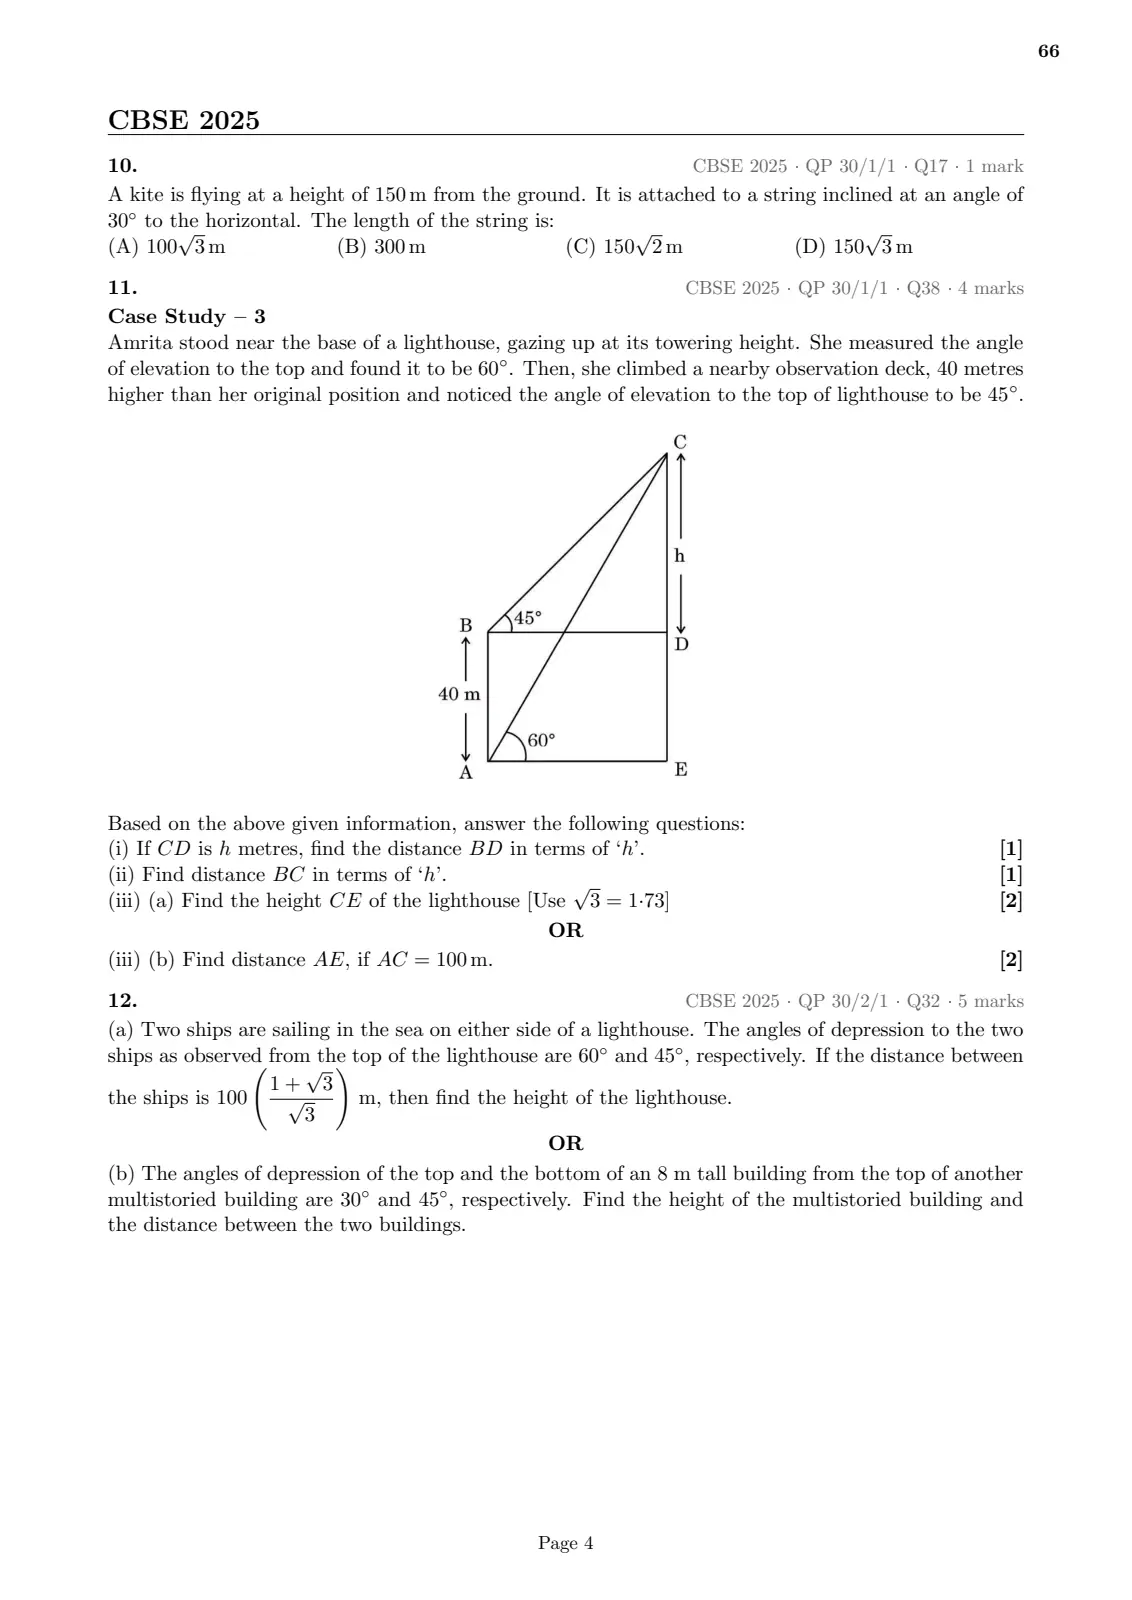 66
CBSE 2025
10. CBSE 2025 · QP 30/1/1 · Q17 · 1 mark
A kite is flying at a height of 150 m from the ground. It is attached to a string inclined at an angle of
30° to the horizontal. The length of the string is:
(A) 100√3 m (B) 300 m (C) 150√2 m (D) 150√3 m
11. CBSE 2025 · QP 30/1/1 · Q38 · 4 marks
Case Study – 3
Amrita stood near the base of a lighthouse, gazing up at its towering height. She measured the angle
of elevation to the top and found it to be 60°. Then, she climbed a nearby observation deck, 40 metres
higher than her original position and noticed the angle of elevation to the top of lighthouse to be 45°.
C
h
B 45°
D
40 m
60°
A E
Based on the above given information, answer the following questions:
(i) If CD is h metres, find the distance BD in terms of ‘h’. [1]
(ii) Find distance BC in terms of ‘h’. [1]
(iii) (a) Find the height CE of the lighthouse [Use √3 = 1·73] [2]
OR
(iii) (b) Find distance AE, if AC = 100 m. [2]
12. CBSE 2025 · QP 30/2/1 · Q32 · 5 marks
(a) Two ships are sailing in the sea on either side of a lighthouse. The angles of depression to the two
ships as observed from the top of the lighthouse are 60° and 45°, respectively. If the distance between
the ships is 100 ((1 + √3)/√3) m, then find the height of the lighthouse.
OR
(b) The angles of depression of the top and the bottom of an 8 m tall building from the top of another
multistoried building are 30° and 45°, respectively. Find the height of the multistoried building and
the distance between the two buildings.
Page 4